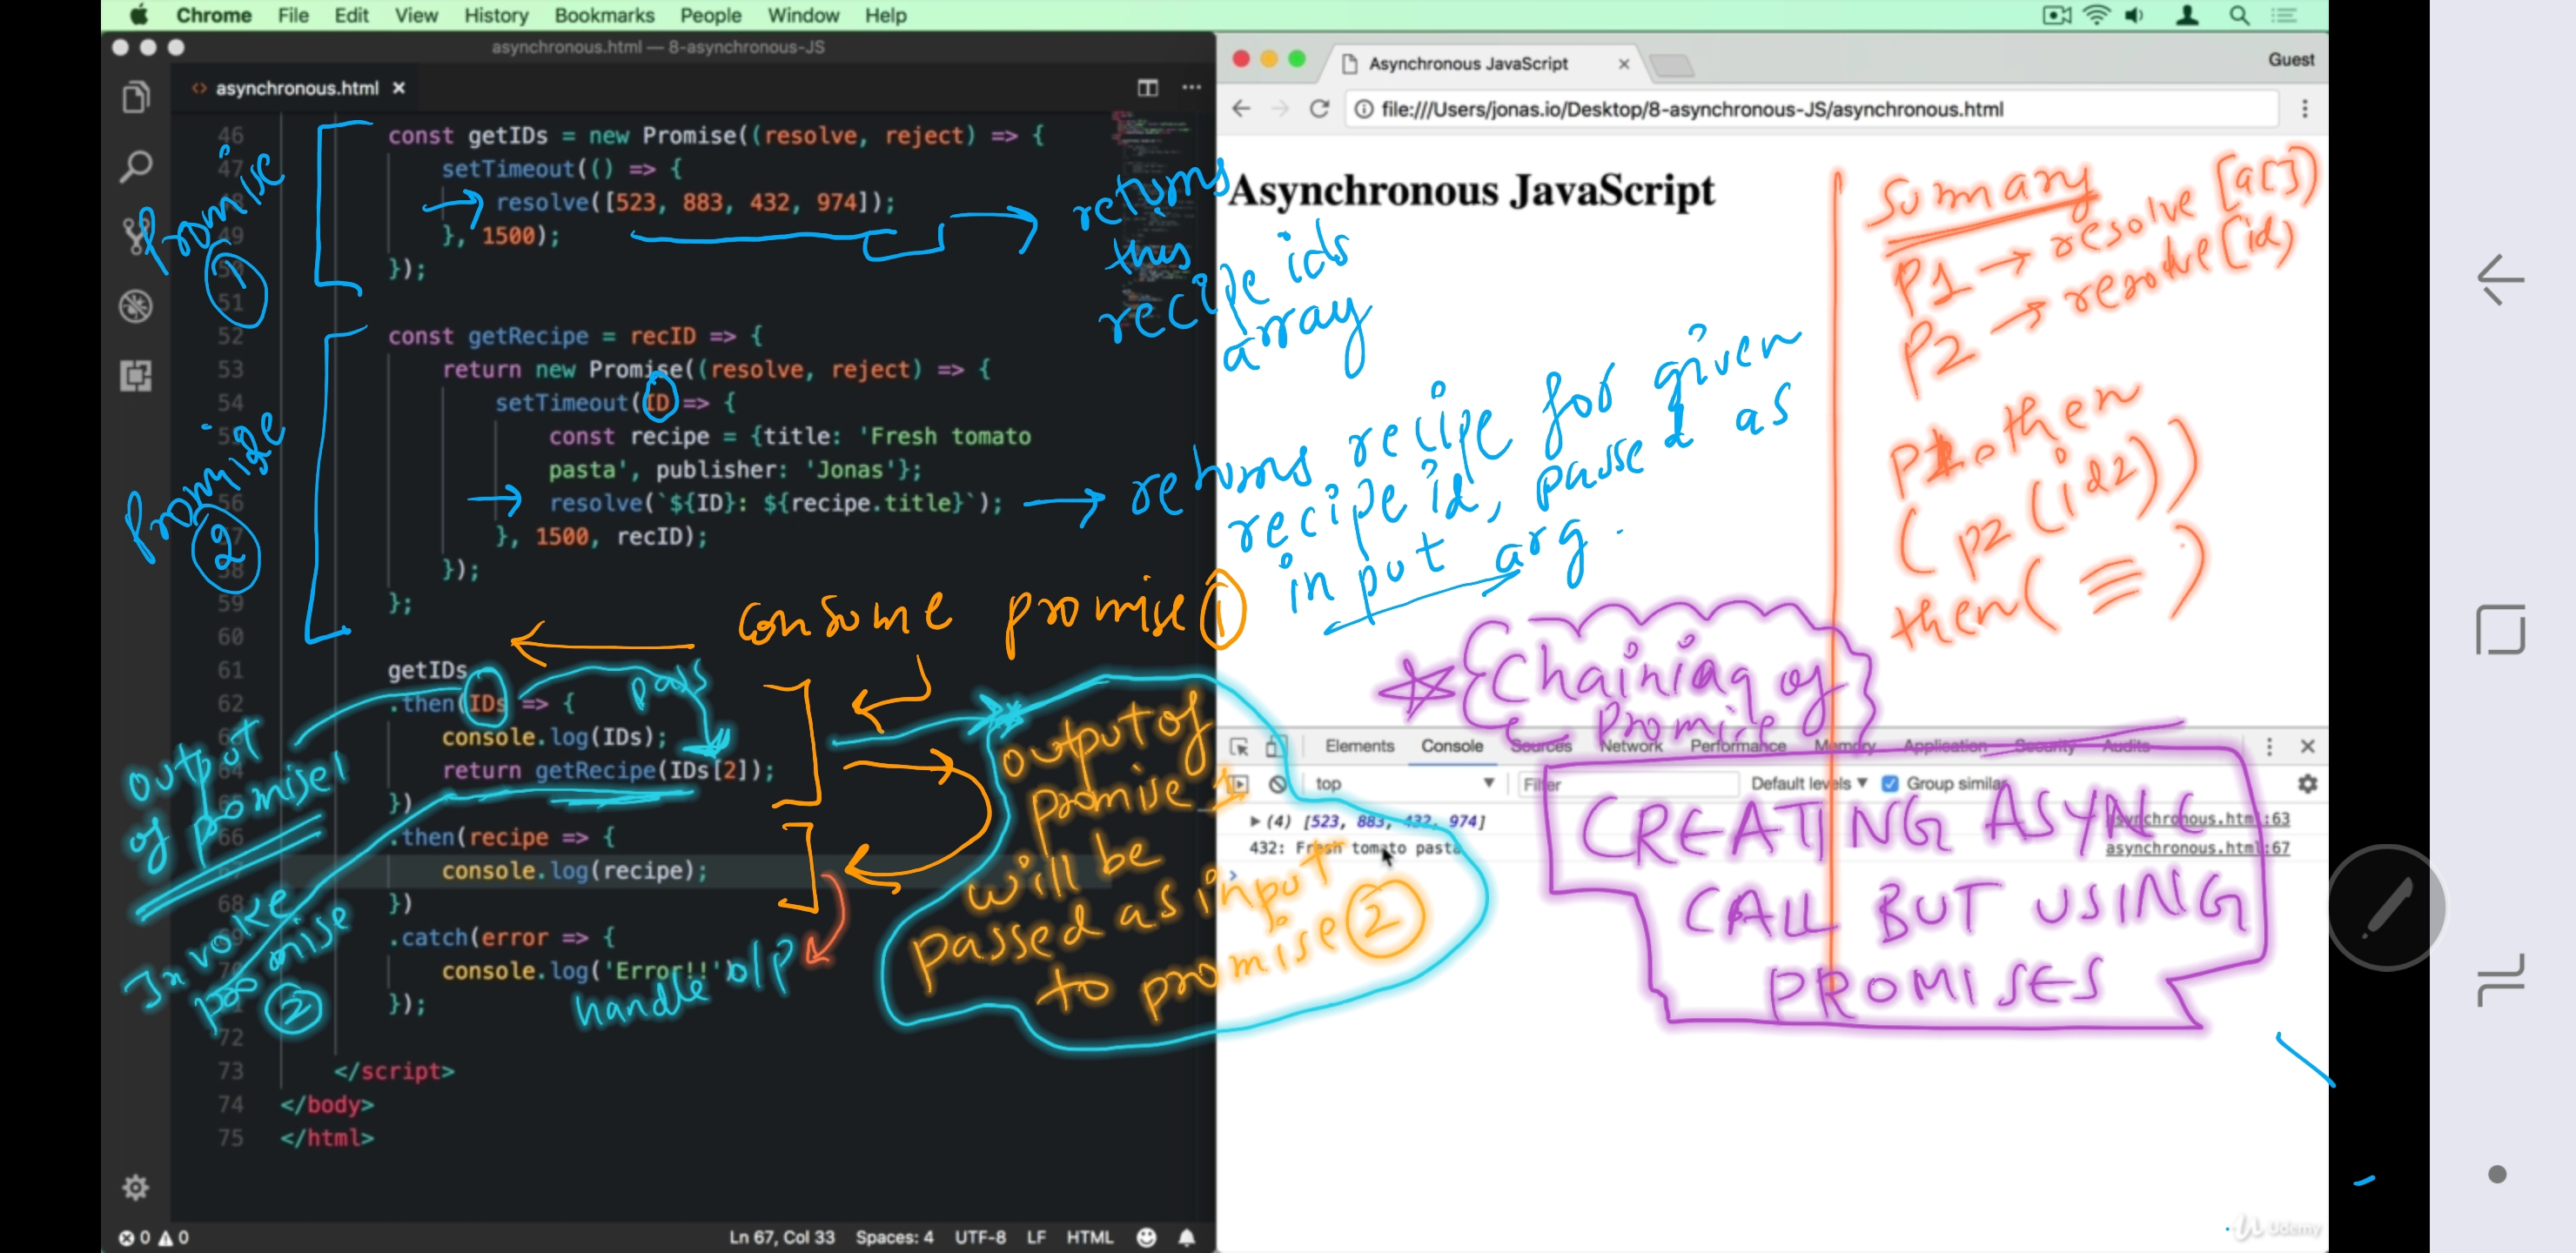 Chrome File Edit View History Bookmarks People Window Help
asynchronous.html — 8-asynchronous-JS
asynchronous.html ×
46 const getIDs = new Promise((resolve, reject) => {
47 setTimeout(() => {
resolve([523, 883, 432, 974]);
49 }, 1500);
});
51
52 const getRecipe = recID => {
53 return new Promise((resolve, reject) => {
54 setTimeout(ID => {
const recipe = {title: 'Fresh tomato
pasta', publisher: 'Jonas'};
56 resolve(`${ID}: ${recipe.title}`);
}, 1500, recID);
58 });
59 };
60
61 getIDs
62 .then(IDs => {
console.log(IDs);
64 return getRecipe(IDs[2]);
})
66 .then(recipe => {
console.log(recipe);
68 })
.catch(error => {
70 console.log('Error!!')
});
72
73 </script>
74 </body>
75 </html>
0 0 Ln 67, Col 33 Spaces: 4 UTF-8 LF HTML
Promise
1
Promise
2
returns
this
recipe ids
array
returns recipe for given
recipe id, passed as
input arg.
consume promise 1
pass
output
of promise1
Invoke
promise
2
handle o/p
output of
promise 1
will be
passed as input
to promise 2
Asynchronous JavaScript
Guest
file:///Users/jonas.io/Desktop/8-asynchronous-JS/asynchronous.html
Asynchronous JavaScript
Summary
P1 → resolve [a[]]
P2 → resolve(id)
P1.then
(p2(id2))
then( )
Chaining of
Promise
Elements Console Sources Network Performance Memory Application Security Audits
top Filter Default levels Group similar
(4) [523, 883, 432, 974] asynchronous.html:63
432: Fresh tomato pasta asynchronous.html:67
CREATING ASYNC
CALL BUT USING
PROMISES
Udemy